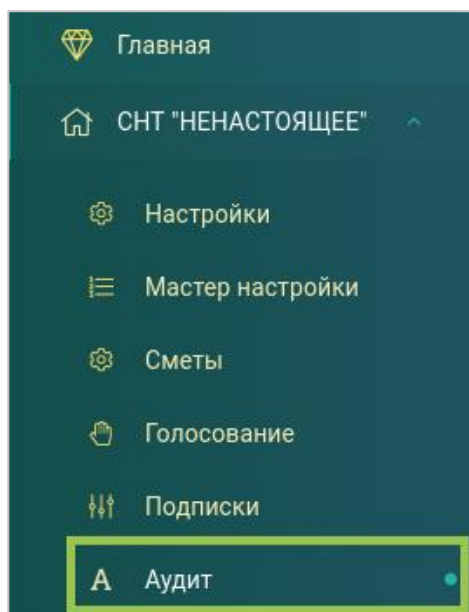 Главная
СНТ "НЕНАСТОЯЩЕЕ"
Настройки
Мастер настройки
Сметы
Голосование
Подписки
A Аудит